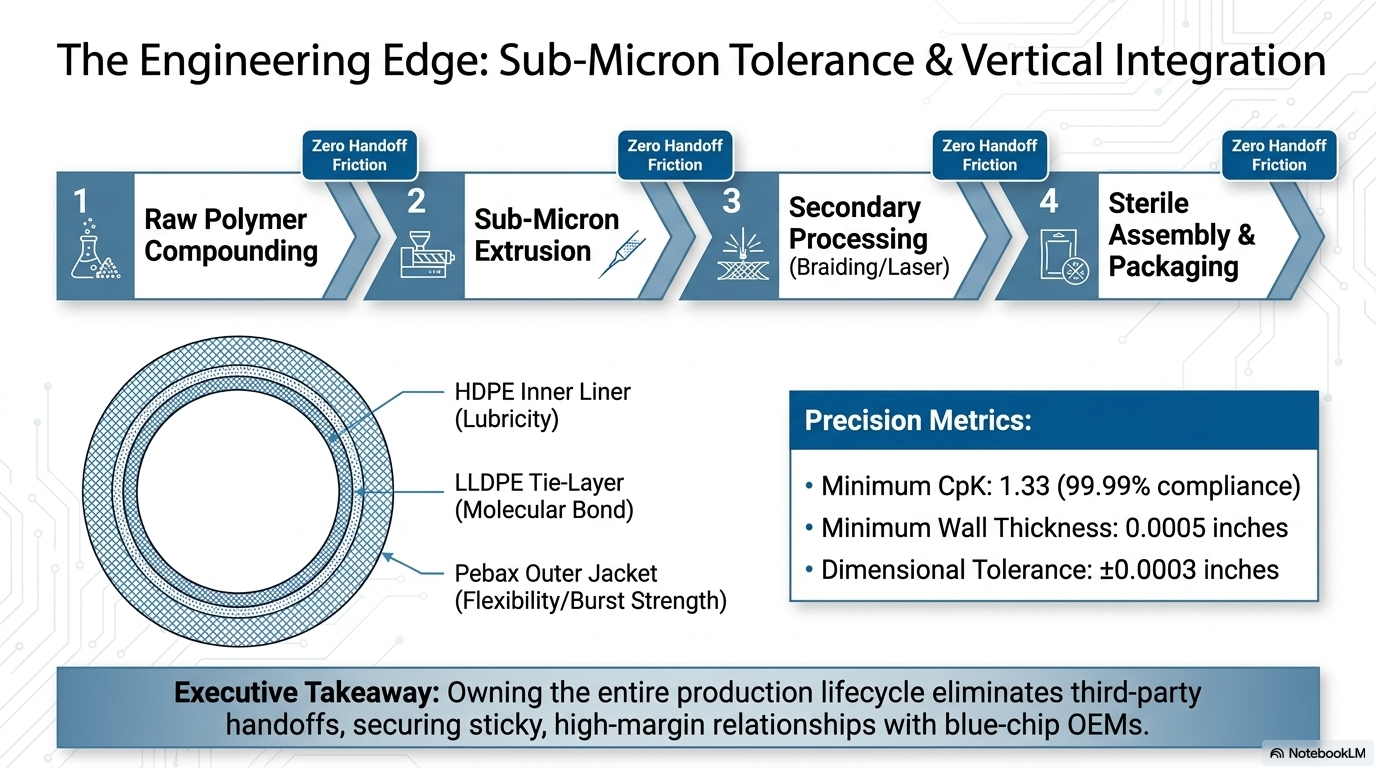 The Engineering Edge: Sub-Micron Tolerance & Vertical Integration
Zero Handoff
Friction
Zero Handoff
Friction
Zero Handoff
Friction
Zero Handoff
Friction
1
Raw Polymer
Compounding
2
Sub-Micron
Extrusion
3
Secondary
Processing
(Braiding/Laser)
4
Sterile
Assembly &
Packaging
HDPE Inner Liner
(Lubricity)
LLDPE Tie-Layer
(Molecular Bond)
Pebax Outer Jacket
(Flexibility/Burst Strength)
Precision Metrics:
• Minimum CpK: 1.33 (99.99% compliance)
• Minimum Wall Thickness: 0.0005 inches
• Dimensional Tolerance: ±0.0003 inches
Executive Takeaway: Owning the entire production lifecycle eliminates third-party
handoffs, securing sticky, high-margin relationships with blue-chip OEMs.
NotebookLM